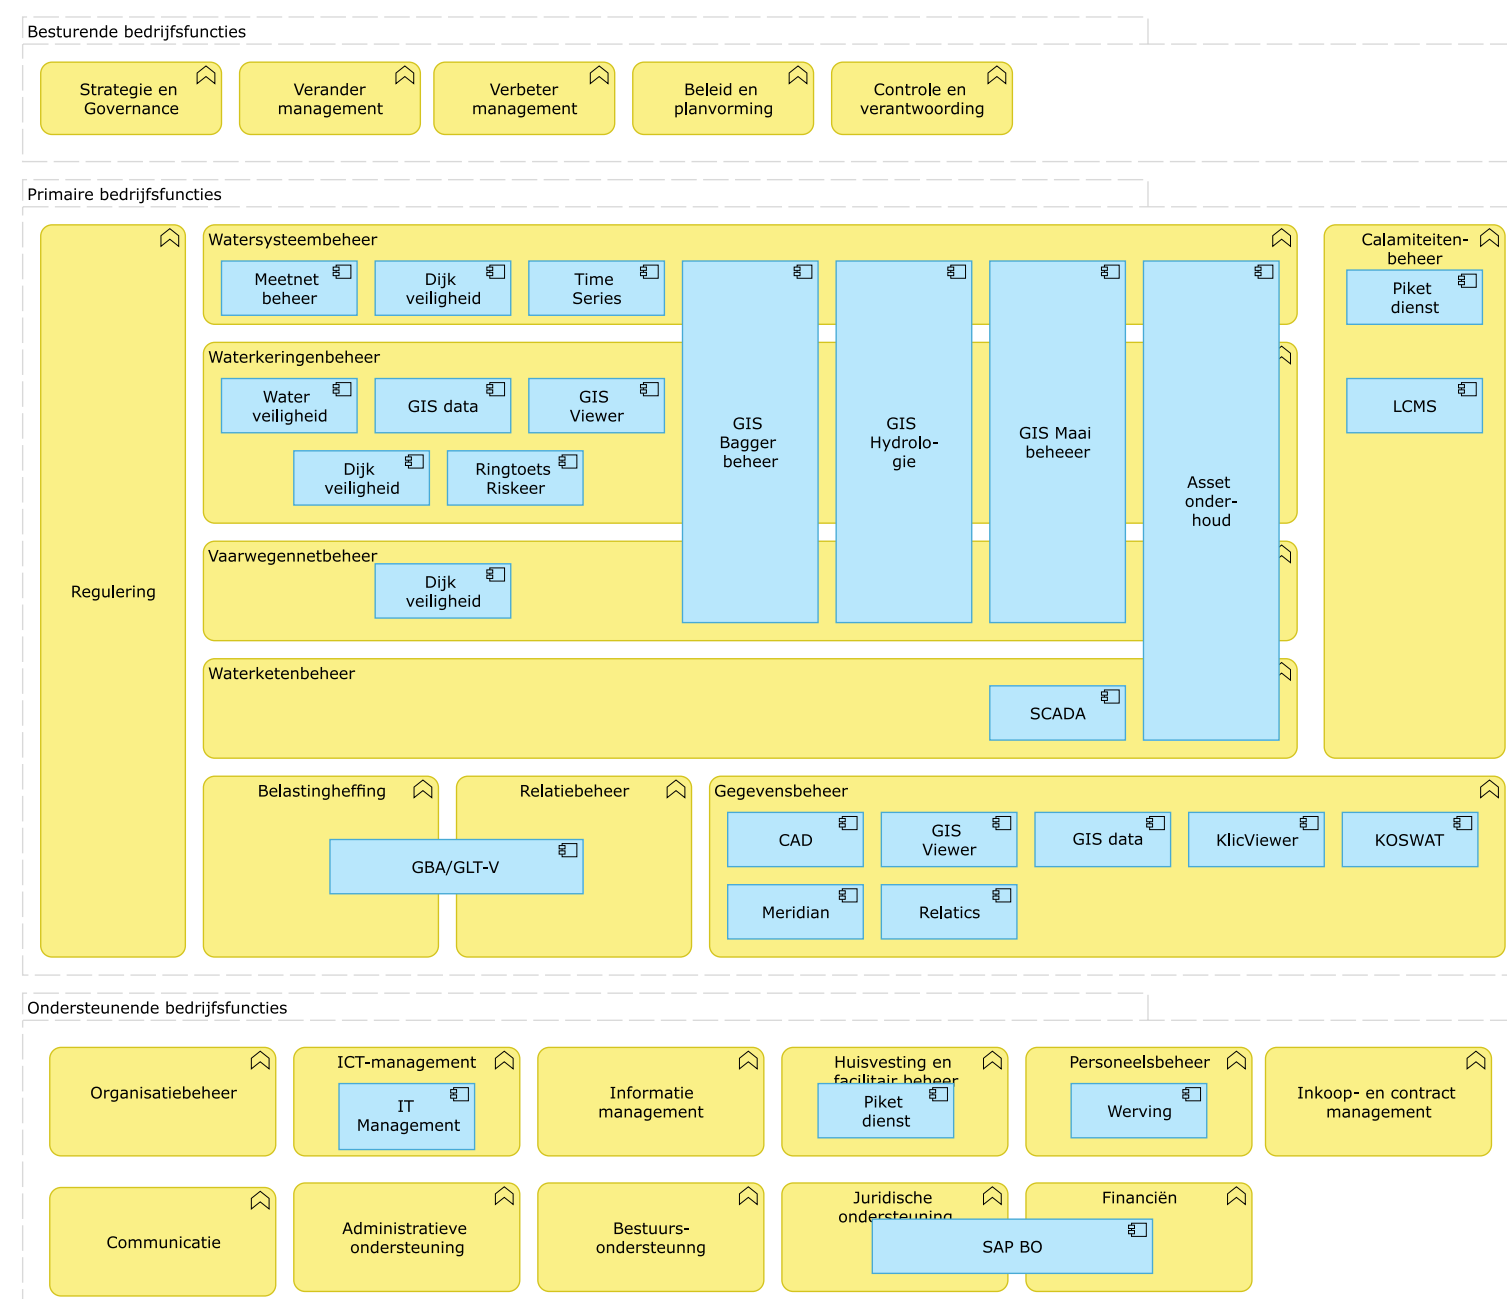 Besturende bedrijfsfuncties
Strategie en
Governance
Verander
management
Verbeter
management
Beleid en
planvorming
Controle en
verantwoording
Primaire bedrijfsfuncties
Regulering
Watersysteembeheer
Meetnet
beheer
Dijk
veiligheid
Time
Series
Waterkeringenbeheer
Water
veiligheid
GIS data
GIS
Viewer
Dijk
veiligheid
Ringtoets
Riskeer
GIS
Bagger
beheer
GIS
Hydrolo-
gie
GIS Maai
beheeer
Asset
onder-
houd
Vaarwegennetbeheer
Dijk
veiligheid
Waterketenbeheer
SCADA
Calamiteiten-
beheer
Piket
dienst
LCMS
Belastingheffing
Relatiebeheer
GBA/GLT-V
Gegevensbeheer
CAD
GIS
Viewer
GIS data
KlicViewer
KOSWAT
Meridian
Relatics
Ondersteunende bedrijfsfuncties
Organisatiebeheer
ICT-management
IT
Management
Informatie
management
Huisvesting en
facilitair beheer
Piket
dienst
Personeelsbeheer
Werving
Inkoop- en contract
management
Communicatie
Administratieve
ondersteuning
Bestuurs-
ondersteunng
Juridische
ondersteuning
Financiën
SAP BO